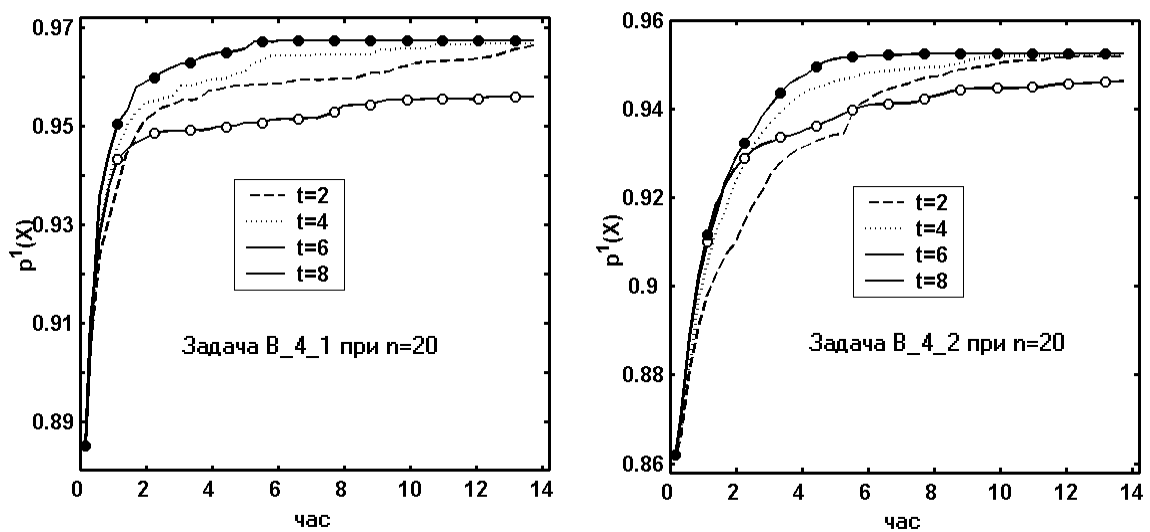 0.97
0.95
0.93
0.91
0.89
p¹(X)
t=2
t=4
t=6
t=8
Задача B_4_1 при n=20
0 2 4 6 8 10 12 14
час
0.96
0.94
0.92
0.9
0.88
0.86
p¹(X)
t=2
t=4
t=6
t=8
Задача B_4_2 при n=20
0 2 4 6 8 10 12 14
час